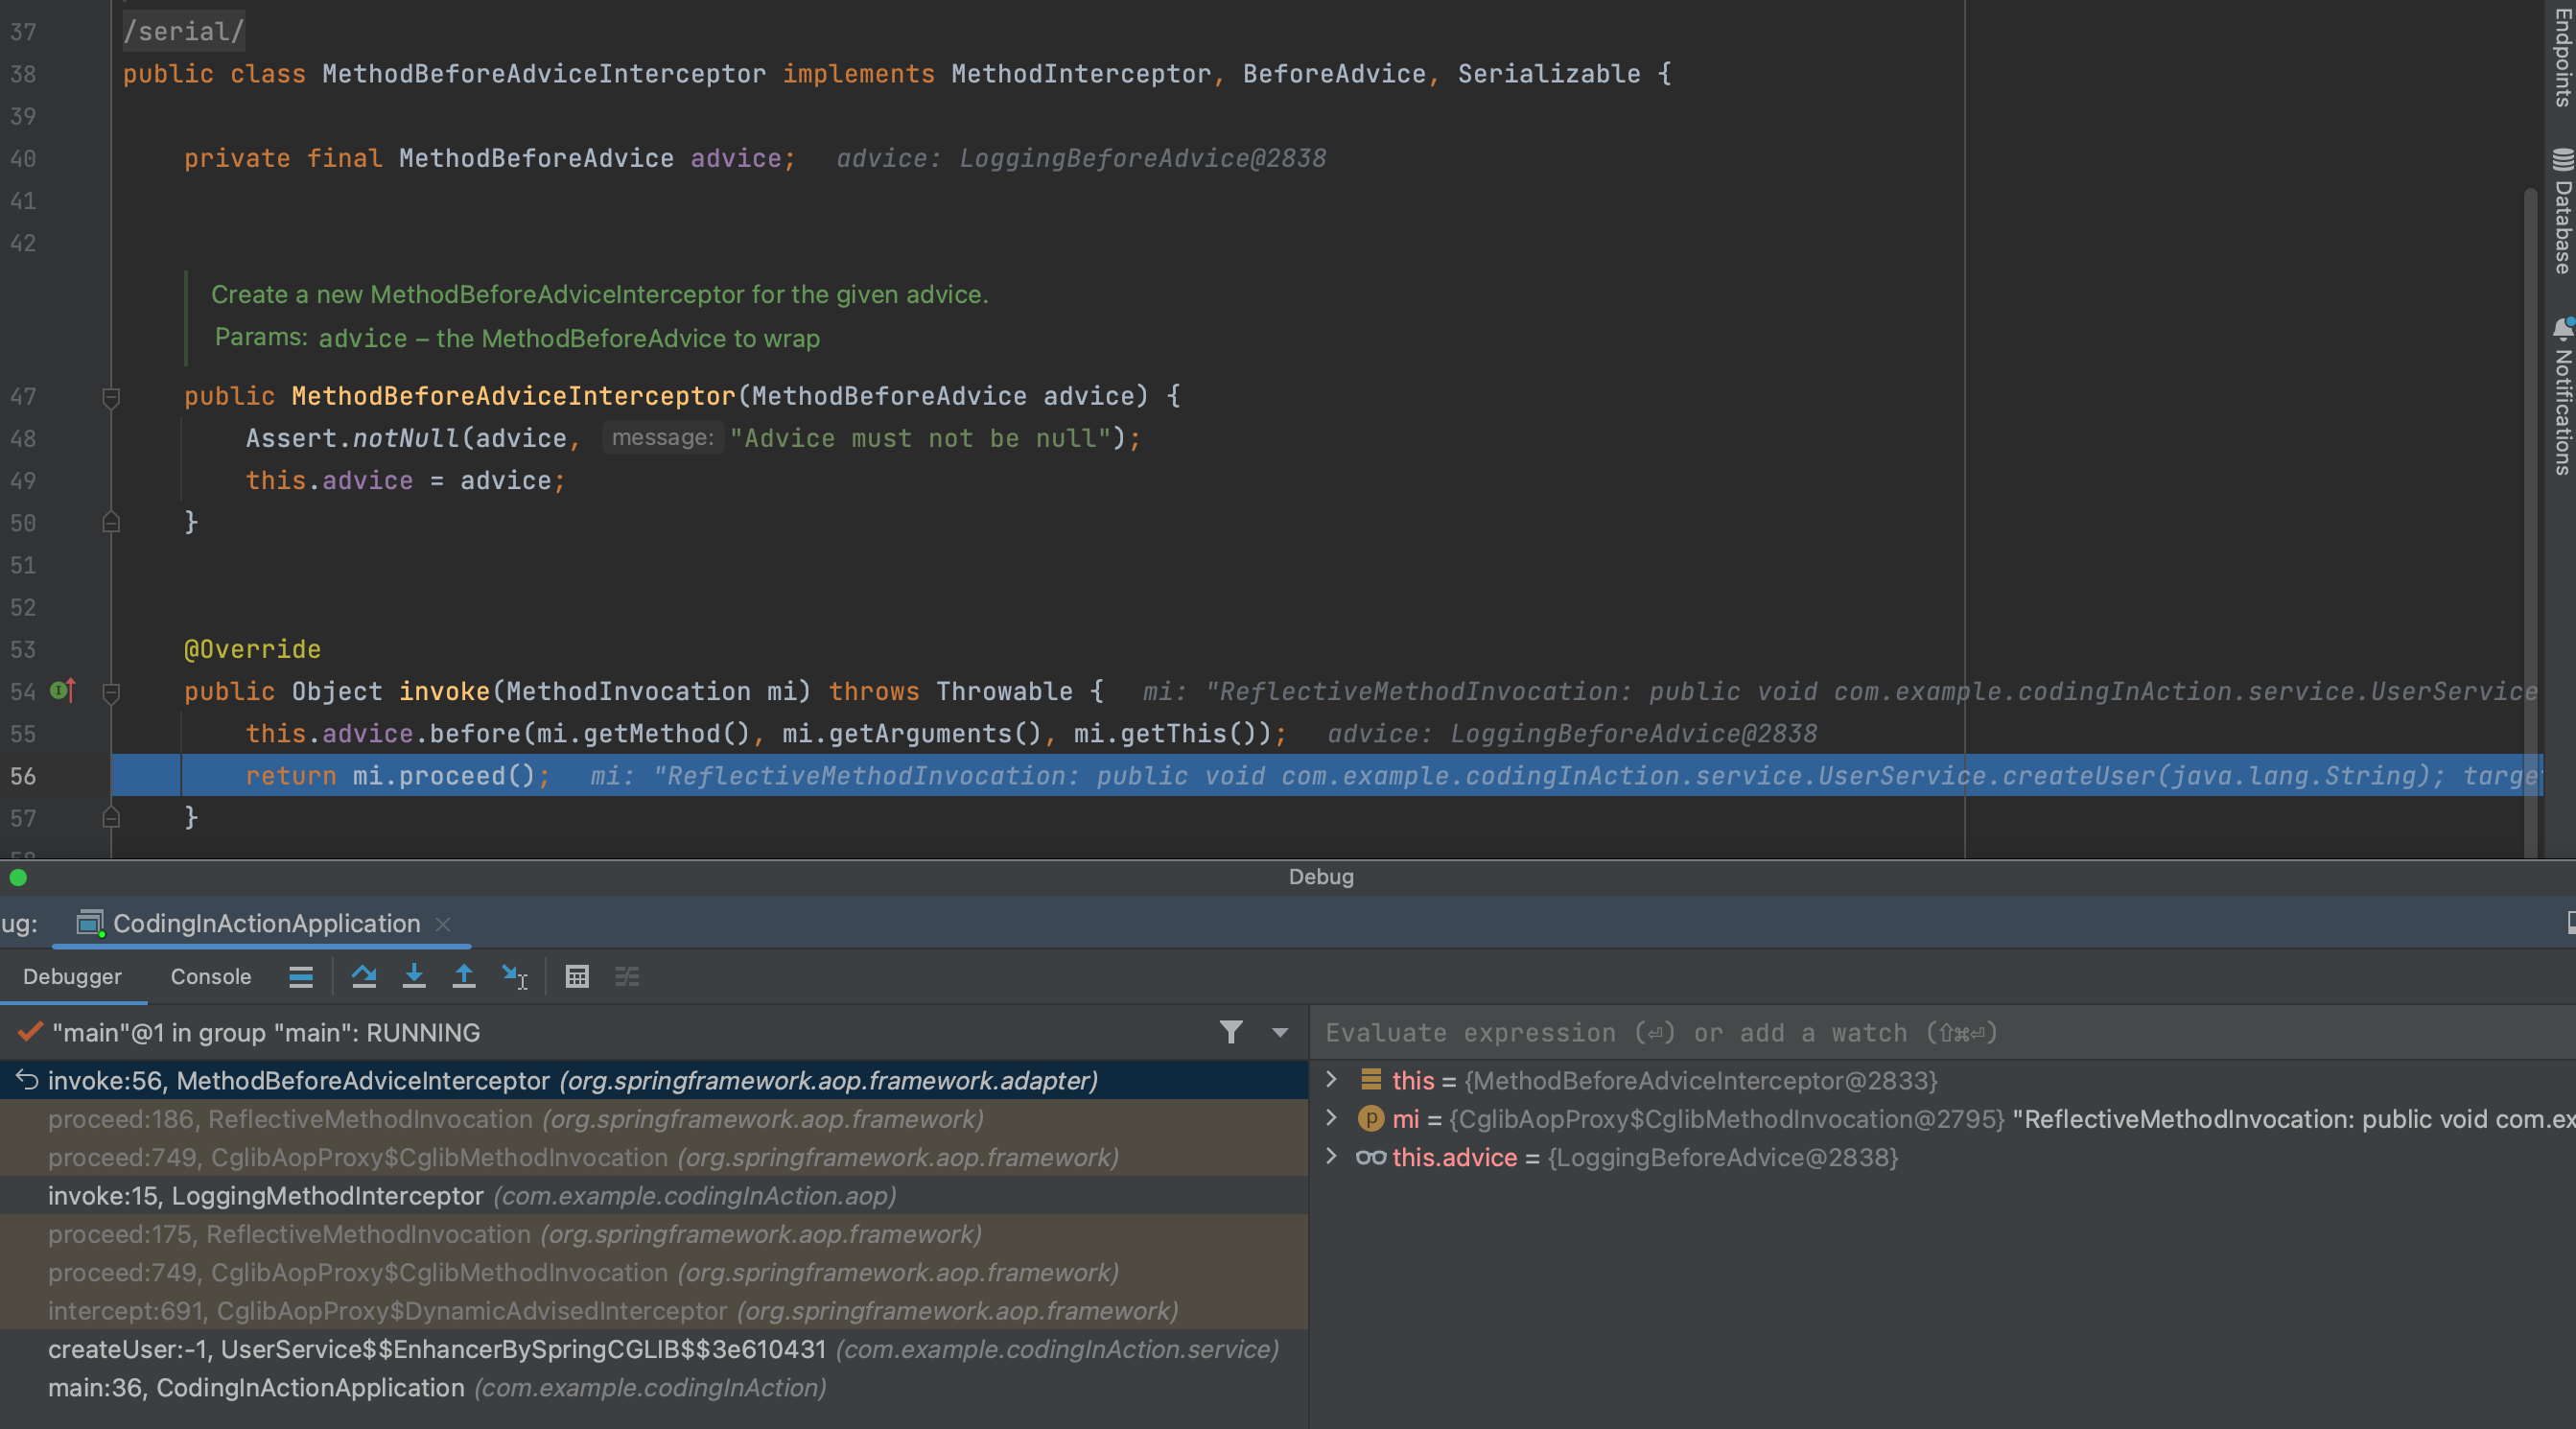 37 /serial/
38 public class MethodBeforeAdviceInterceptor implements MethodInterceptor, BeforeAdvice, Serializable {
39
40 private final MethodBeforeAdvice advice; advice: LoggingBeforeAdvice@2838
41
42
Create a new MethodBeforeAdviceInterceptor for the given advice.
Params: advice – the MethodBeforeAdvice to wrap
47 public MethodBeforeAdviceInterceptor(MethodBeforeAdvice advice) {
48 Assert.notNull(advice, message: "Advice must not be null");
49 this.advice = advice;
50 }
51
52
53 @Override
54 public Object invoke(MethodInvocation mi) throws Throwable { mi: "ReflectiveMethodInvocation: public void com.example.codingInAction.service.UserService
55 this.advice.before(mi.getMethod(), mi.getArguments(), mi.getThis()); advice: LoggingBeforeAdvice@2838
56 return mi.proceed(); mi: "ReflectiveMethodInvocation: public void com.example.codingInAction.service.UserService.createUser(java.lang.String); targe
57 }
58
Endpoints
Database
Notifications
Debug
ug: CodingInActionApplication
Debugger Console
"main"@1 in group "main": RUNNING
Evaluate expression (⏎) or add a watch (⇧⌘⏎)
invoke:56, MethodBeforeAdviceInterceptor (org.springframework.aop.framework.adapter)
proceed:186, ReflectiveMethodInvocation (org.springframework.aop.framework)
proceed:749, CglibAopProxy$CglibMethodInvocation (org.springframework.aop.framework)
invoke:15, LoggingMethodInterceptor (com.example.codingInAction.aop)
proceed:175, ReflectiveMethodInvocation (org.springframework.aop.framework)
proceed:749, CglibAopProxy$CglibMethodInvocation (org.springframework.aop.framework)
intercept:691, CglibAopProxy$DynamicAdvisedInterceptor (org.springframework.aop.framework)
createUser:-1, UserService$$EnhancerBySpringCGLIB$$3e610431 (com.example.codingInAction.service)
main:36, CodingInActionApplication (com.example.codingInAction)
this = {MethodBeforeAdviceInterceptor@2833}
mi = {CglibAopProxy$CglibMethodInvocation@2795} "ReflectiveMethodInvocation: public void com.ex
this.advice = {LoggingBeforeAdvice@2838}